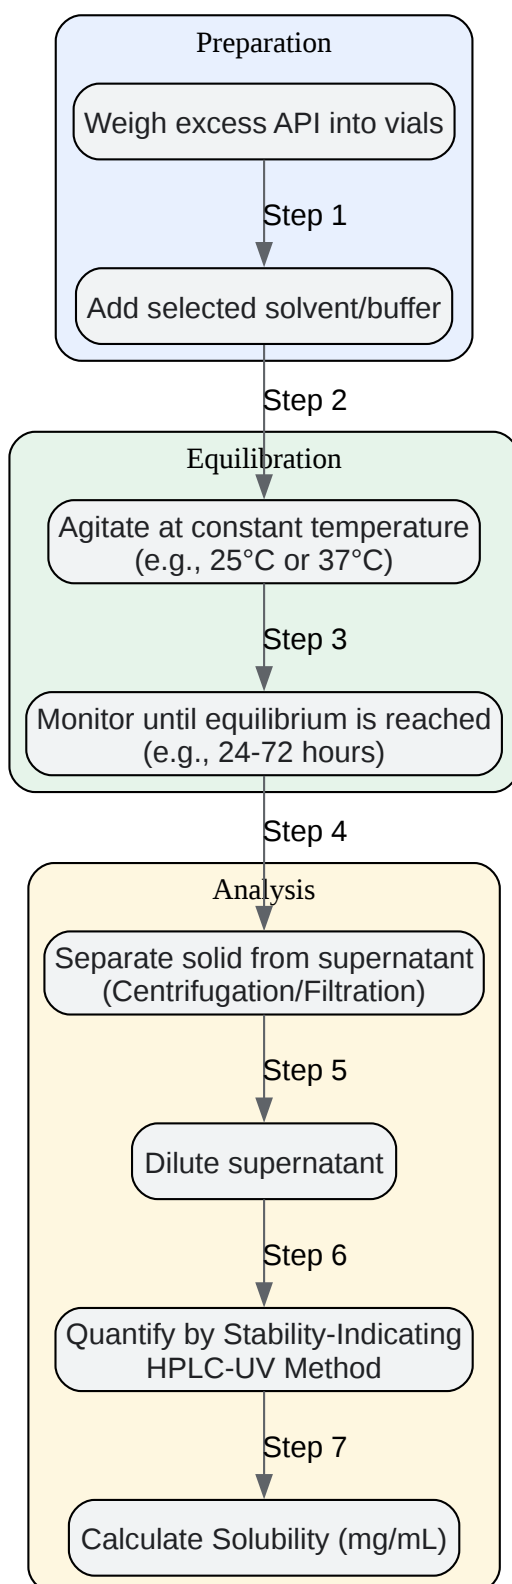 Preparation
Weigh excess API into vials
Step 1
Add selected solvent/buffer
Step 2
Equilibration
Agitate at constant temperature
(e.g., 25°C or 37°C)
Step 3
Monitor until equilibrium is reached
(e.g., 24-72 hours)
Step 4
Analysis
Separate solid from supernatant
(Centrifugation/Filtration)
Step 5
Dilute supernatant
Step 6
Quantify by Stability-Indicating
HPLC-UV Method
Step 7
Calculate Solubility (mg/mL)